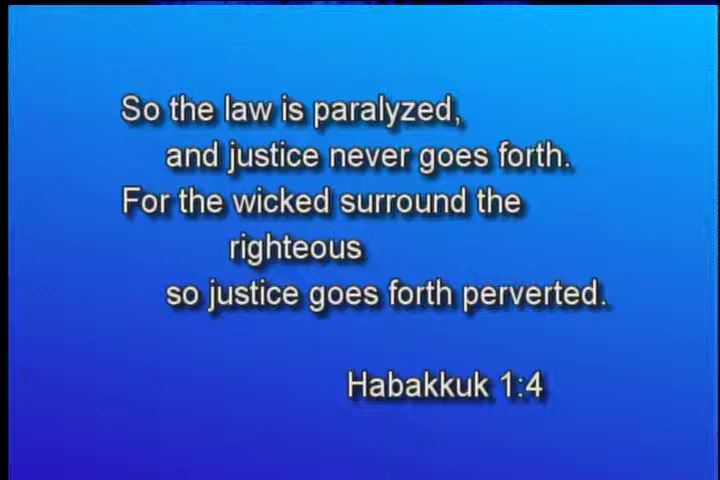 So the law is paralyzed,
and justice never goes forth.
For the wicked surround the
righteous
so justice goes forth perverted.
Habakkuk 1:4